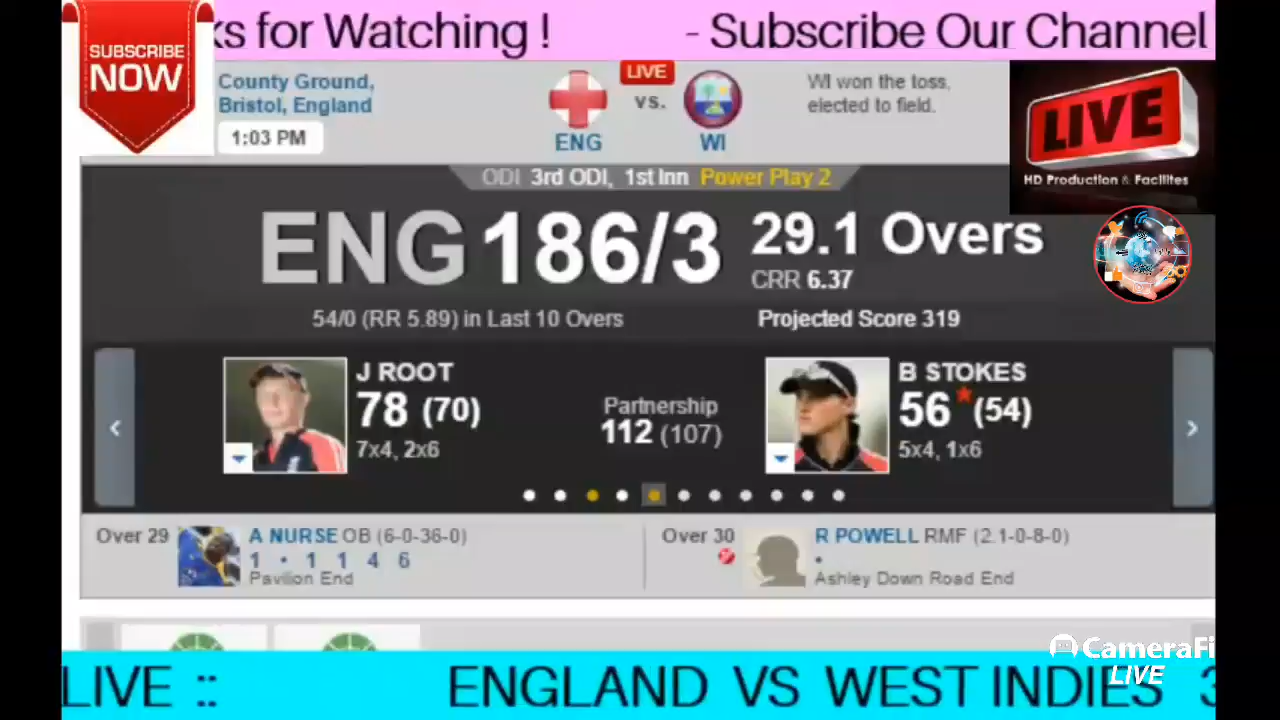 ks for Watching !
- Subscribe Our Channel
SUBSCRIBE
NOW
County Ground,
Bristol, England
1:03 PM
LIVE
vs.
ENG
WI
WI won the toss,
elected to field.
LIVE
HD Production & Facilites
ODI 3rd ODI, 1st Inn Power Play 2
ENG 186/3
29.1 Overs
CRR 6.37
54/0 (RR 5.89) in Last 10 Overs
Projected Score 319
J ROOT
78 (70)
7x4, 2x6
Partnership
112 (107)
B STOKES
56* (54)
5x4, 1x6
Over 29
A NURSE OB (6-0-36-0)
1 • 1 1 4 6
Pavilion End
Over 30
R POWELL RMF (2.1-0-8-0)
•
Ashley Down Road End
CameraFi
LIVE
LIVE ::
ENGLAND VS WEST INDIES 3